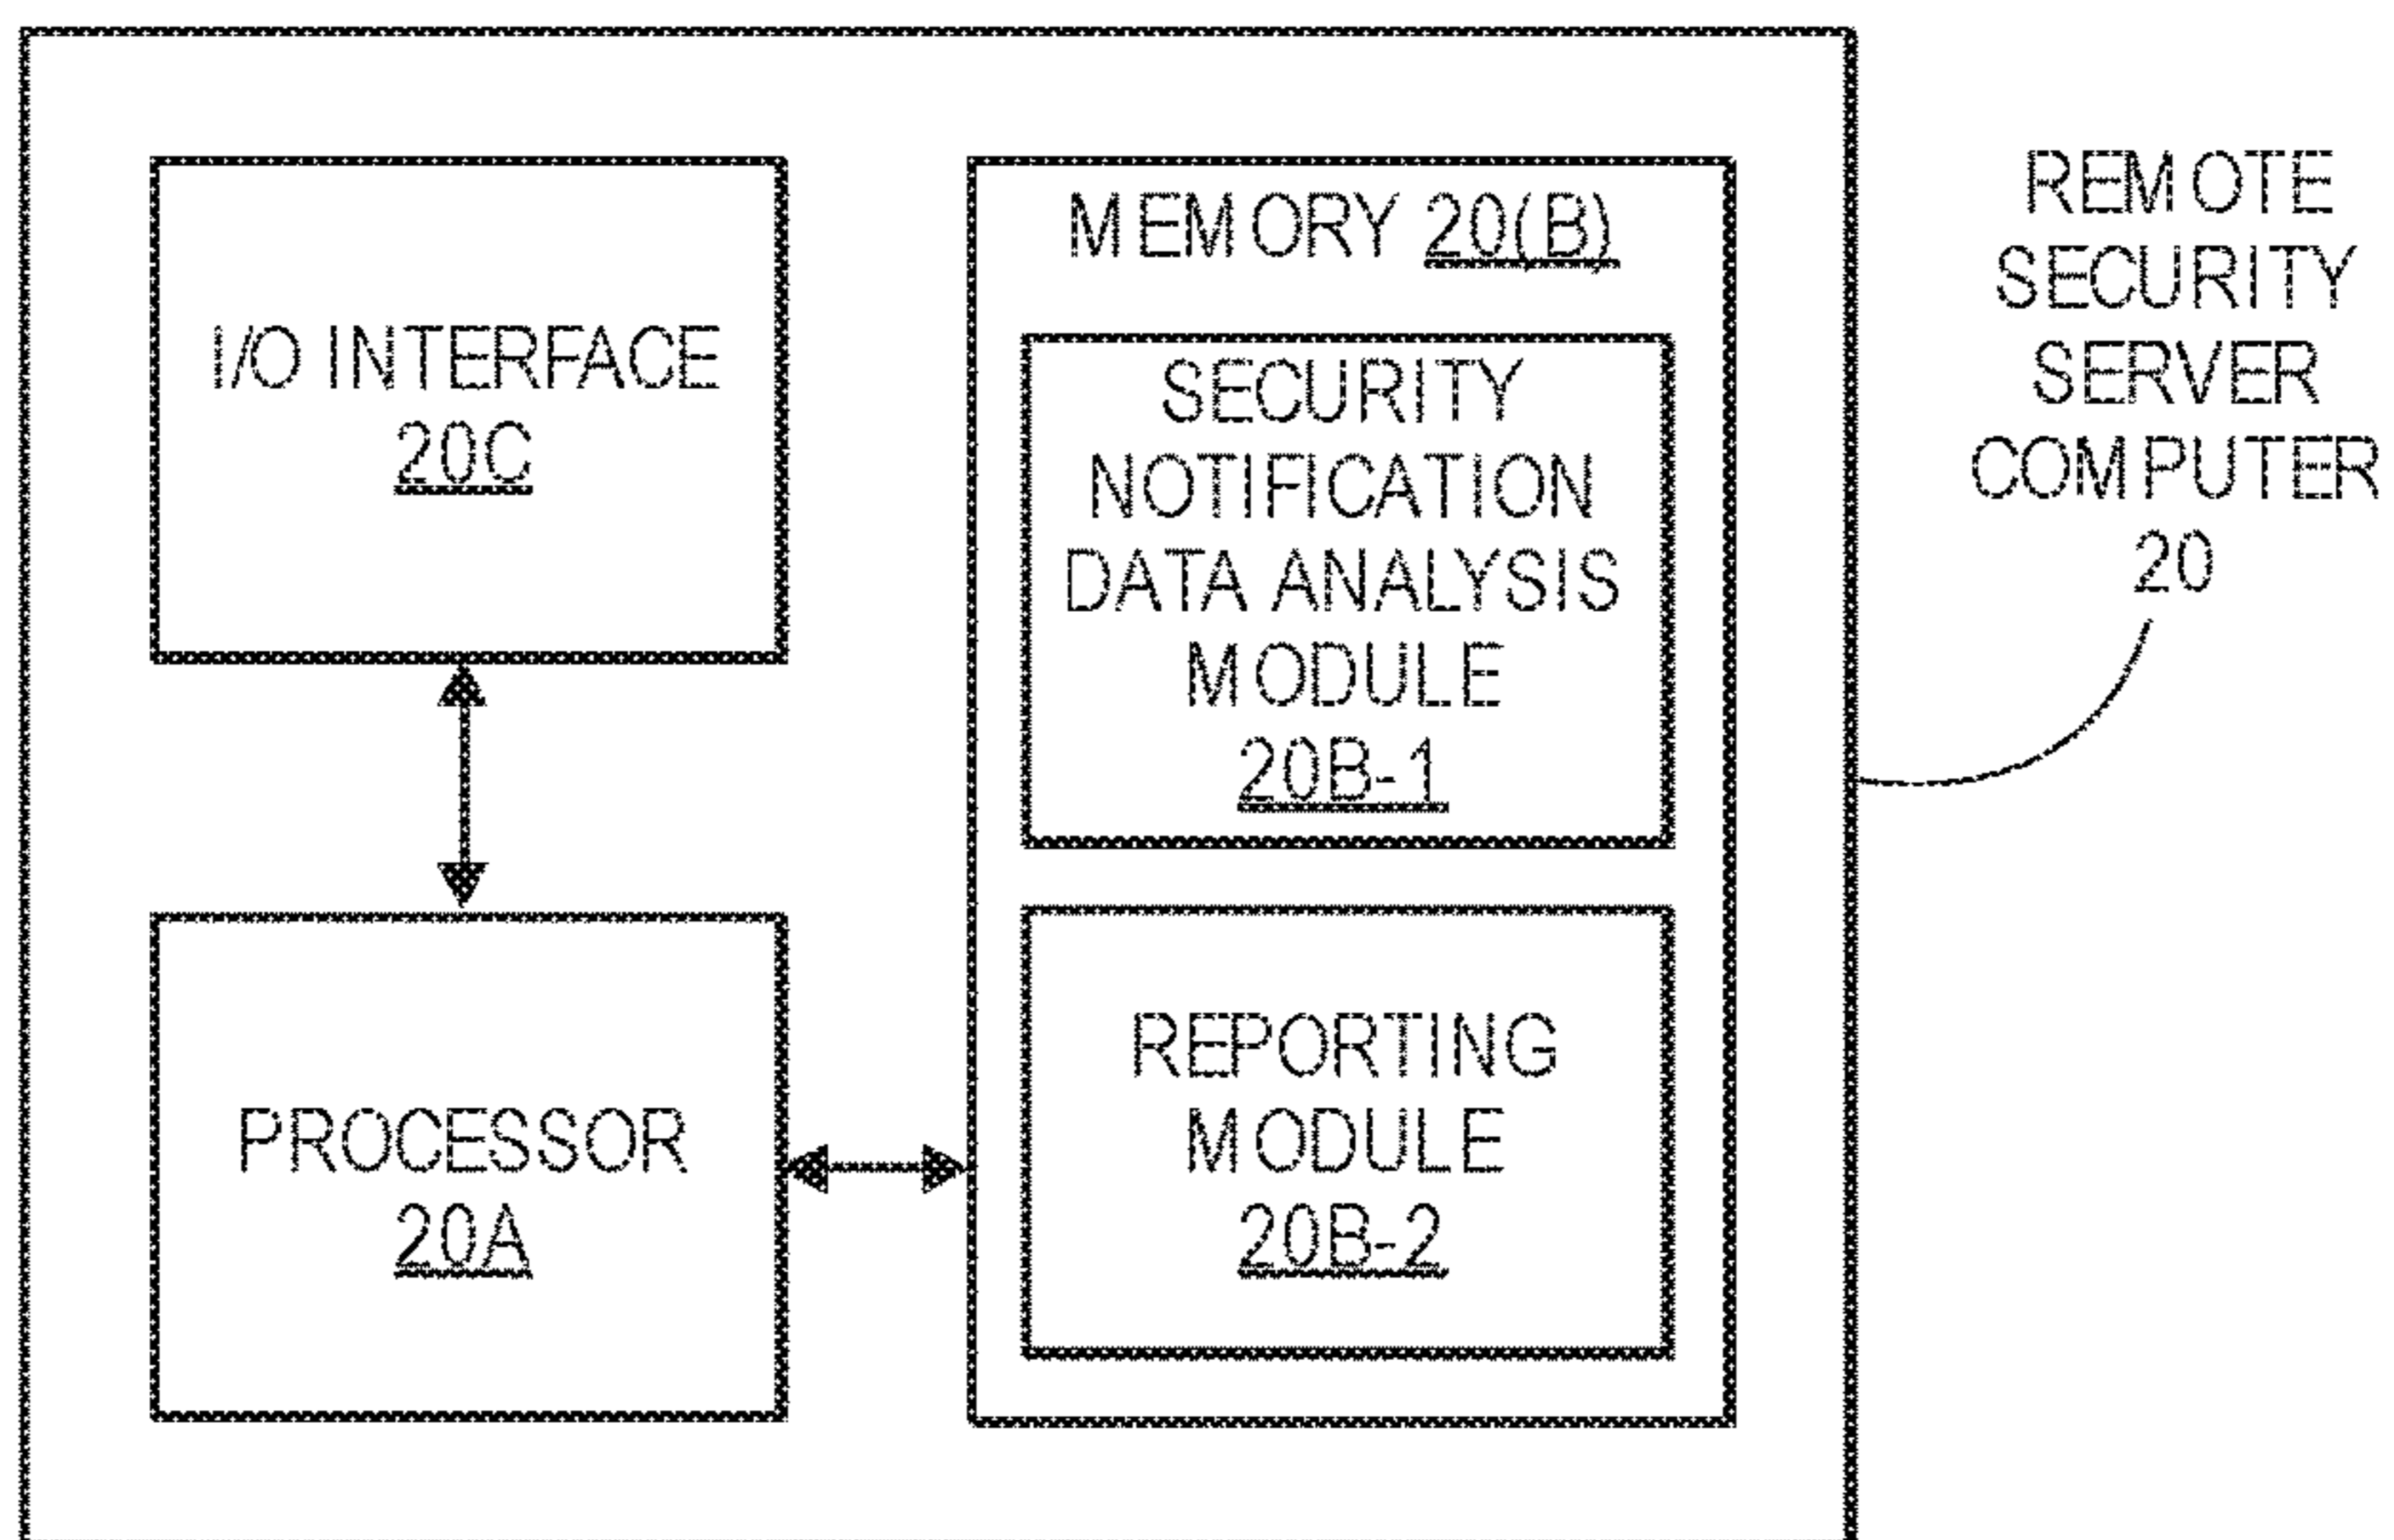 I/O INTERFACE
20C
PROCESSOR
20A
MEMORY 20(B)
SECURITY
NOTIFICATION
DATA ANALYSIS
MODULE
20B-1
REPORTING
MODULE
20B-2
REMOTE
SECURITY
SERVER
COMPUTER
20